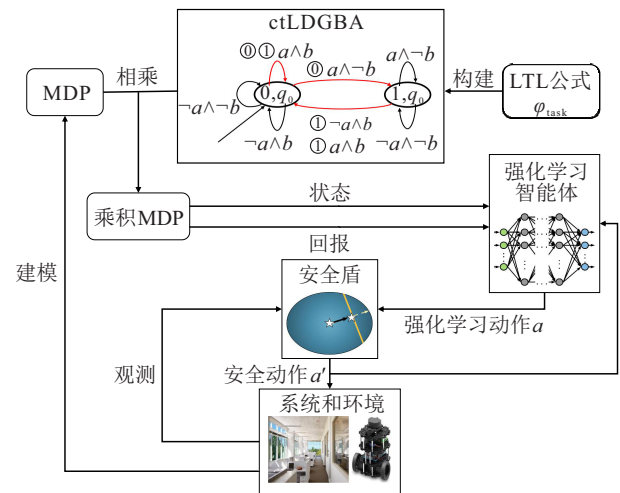 ctLDGBA
⓪①a∧b
⓪a∧¬b
a∧¬b
¬a∧¬b
0,q₀
1,q₀
¬a∧b
①¬a∧b
①a∧b
¬a∧¬b
MDP
相乘
构建
LTL公式
φtask
乘积MDP
状态
回报
强化学习
智能体
建模
安全盾
强化学习动作a
观测
安全动作a′
系统和环境